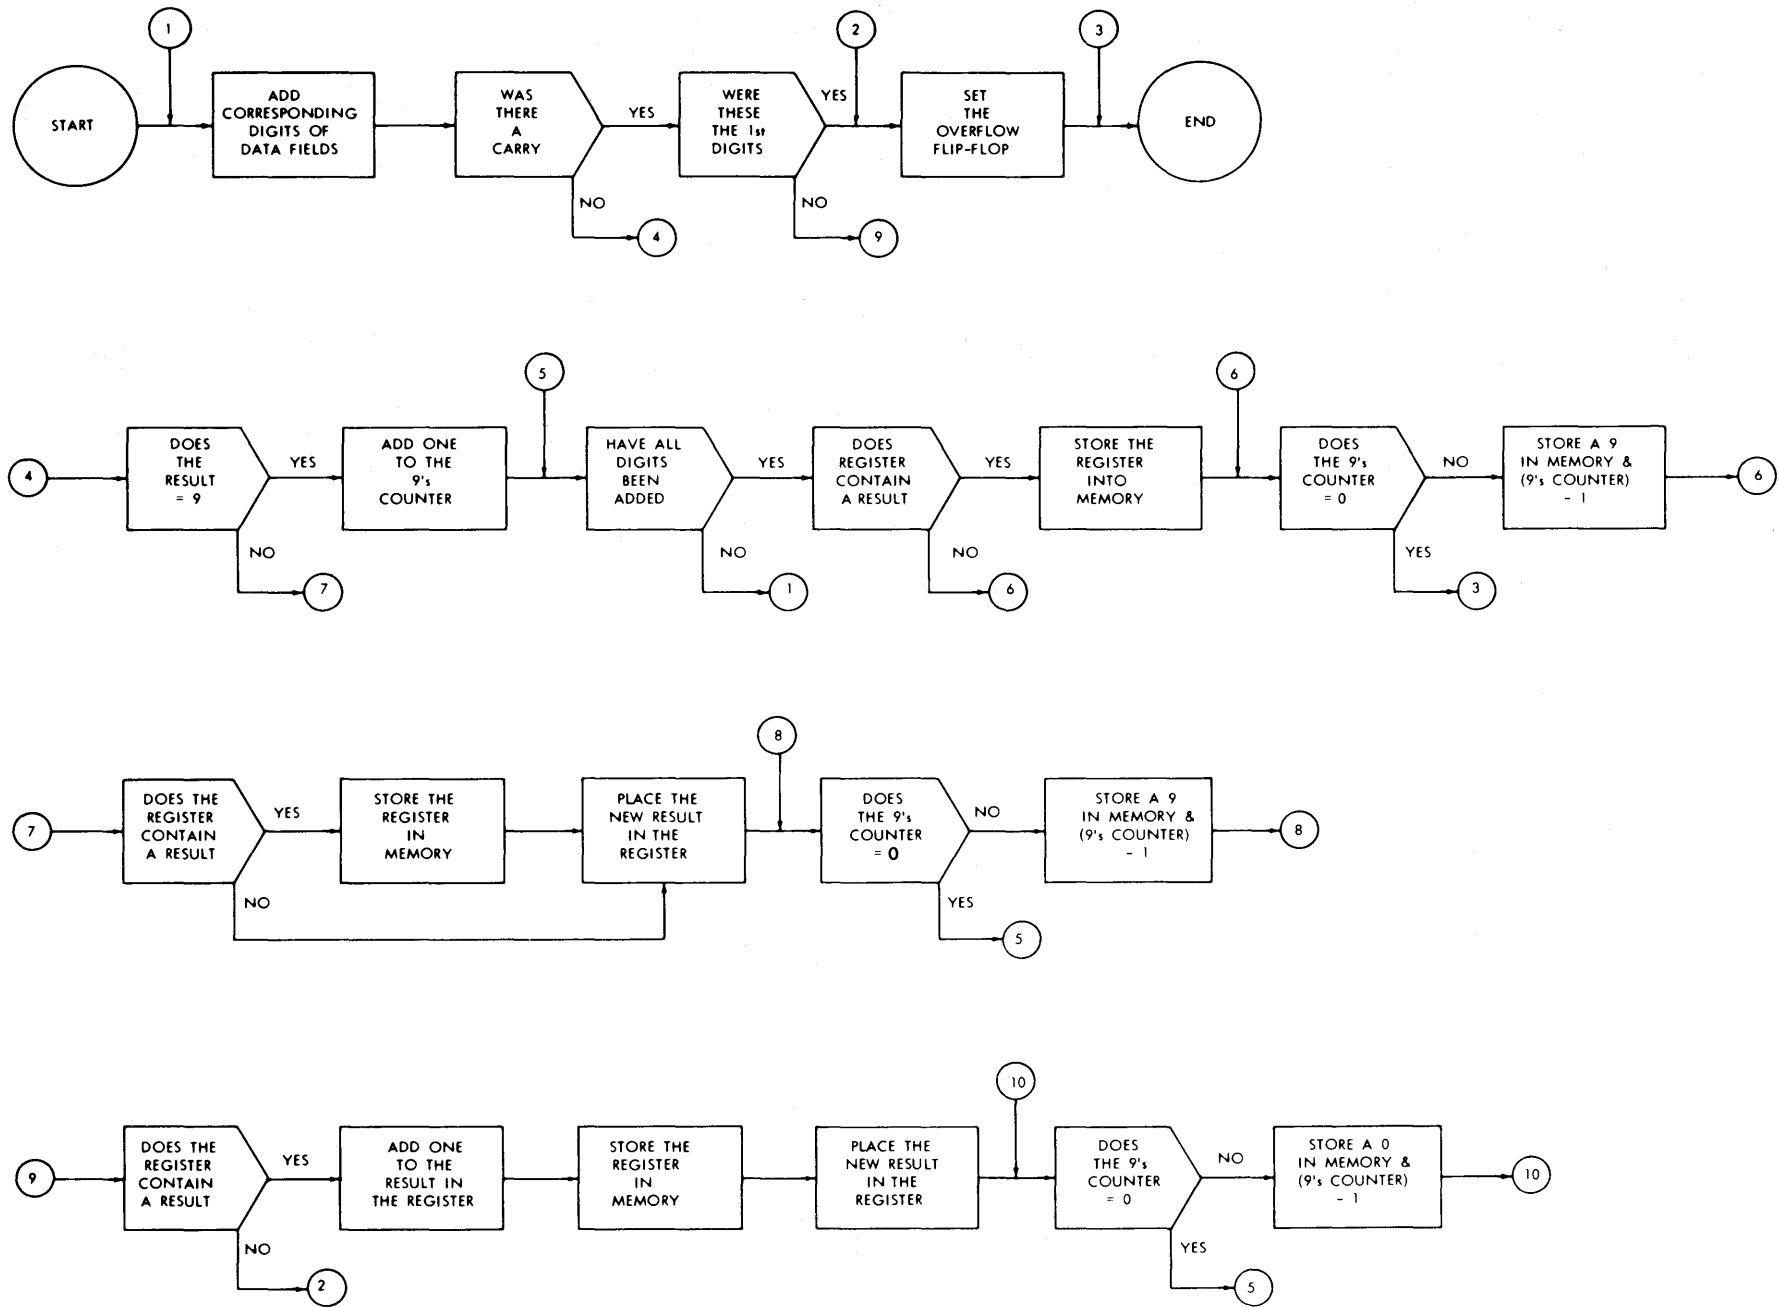 1
2
3
START
ADD
CORRESPONDING
DIGITS OF
DATA FIELDS
WAS
THERE
A
CARRY
YES
WERE
THESE
THE 1st
DIGITS
YES
SET
THE
OVERFLOW
FLIP-FLOP
END
NO
4
NO
9
5
6
4
DOES
THE
RESULT
= 9
YES
ADD ONE
TO THE
9's
COUNTER
HAVE ALL
DIGITS
BEEN
ADDED
YES
DOES
REGISTER
CONTAIN
A RESULT
YES
STORE THE
REGISTER
INTO
MEMORY
DOES
THE 9's
COUNTER
= 0
NO
STORE A 9
IN MEMORY &
(9's COUNTER)
- 1
6
NO
7
NO
1
NO
6
YES
3
8
7
DOES THE
REGISTER
CONTAIN
A RESULT
YES
STORE THE
REGISTER
IN
MEMORY
PLACE THE
NEW RESULT
IN THE
REGISTER
DOES
THE 9's
COUNTER
= 0
NO
STORE A 9
IN MEMORY &
(9's COUNTER)
- 1
8
NO
YES
5
10
9
DOES THE
REGISTER
CONTAIN
A RESULT
YES
ADD ONE
TO THE
RESULT IN
THE REGISTER
STORE THE
REGISTER
IN
MEMORY
PLACE THE
NEW RESULT
IN THE
REGISTER
DOES
THE 9's
COUNTER
= 0
NO
STORE A 0
IN MEMORY &
(9's COUNTER)
- 1
10
NO
2
YES
5